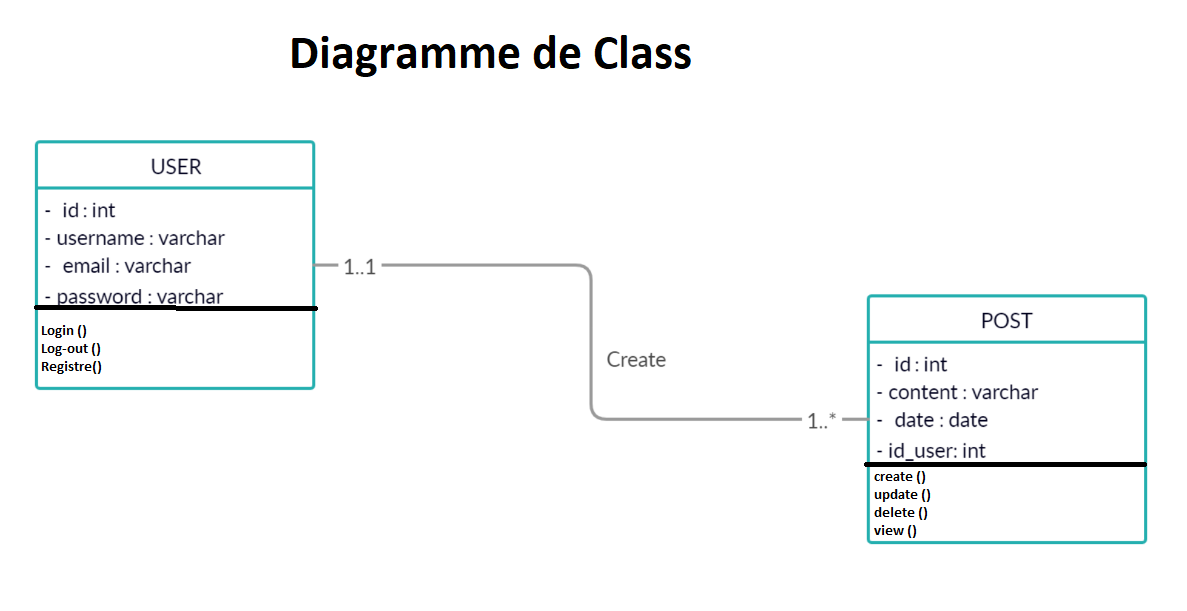 Diagramme de Class
USER
- id : int
- username : varchar
- email : varchar
- password : varchar
Login ()
Log-out ()
Registre()
1..1
Create
1..*
POST
- id : int
- content : varchar
- date : date
- id_user: int
create ()
update ()
delete ()
view ()